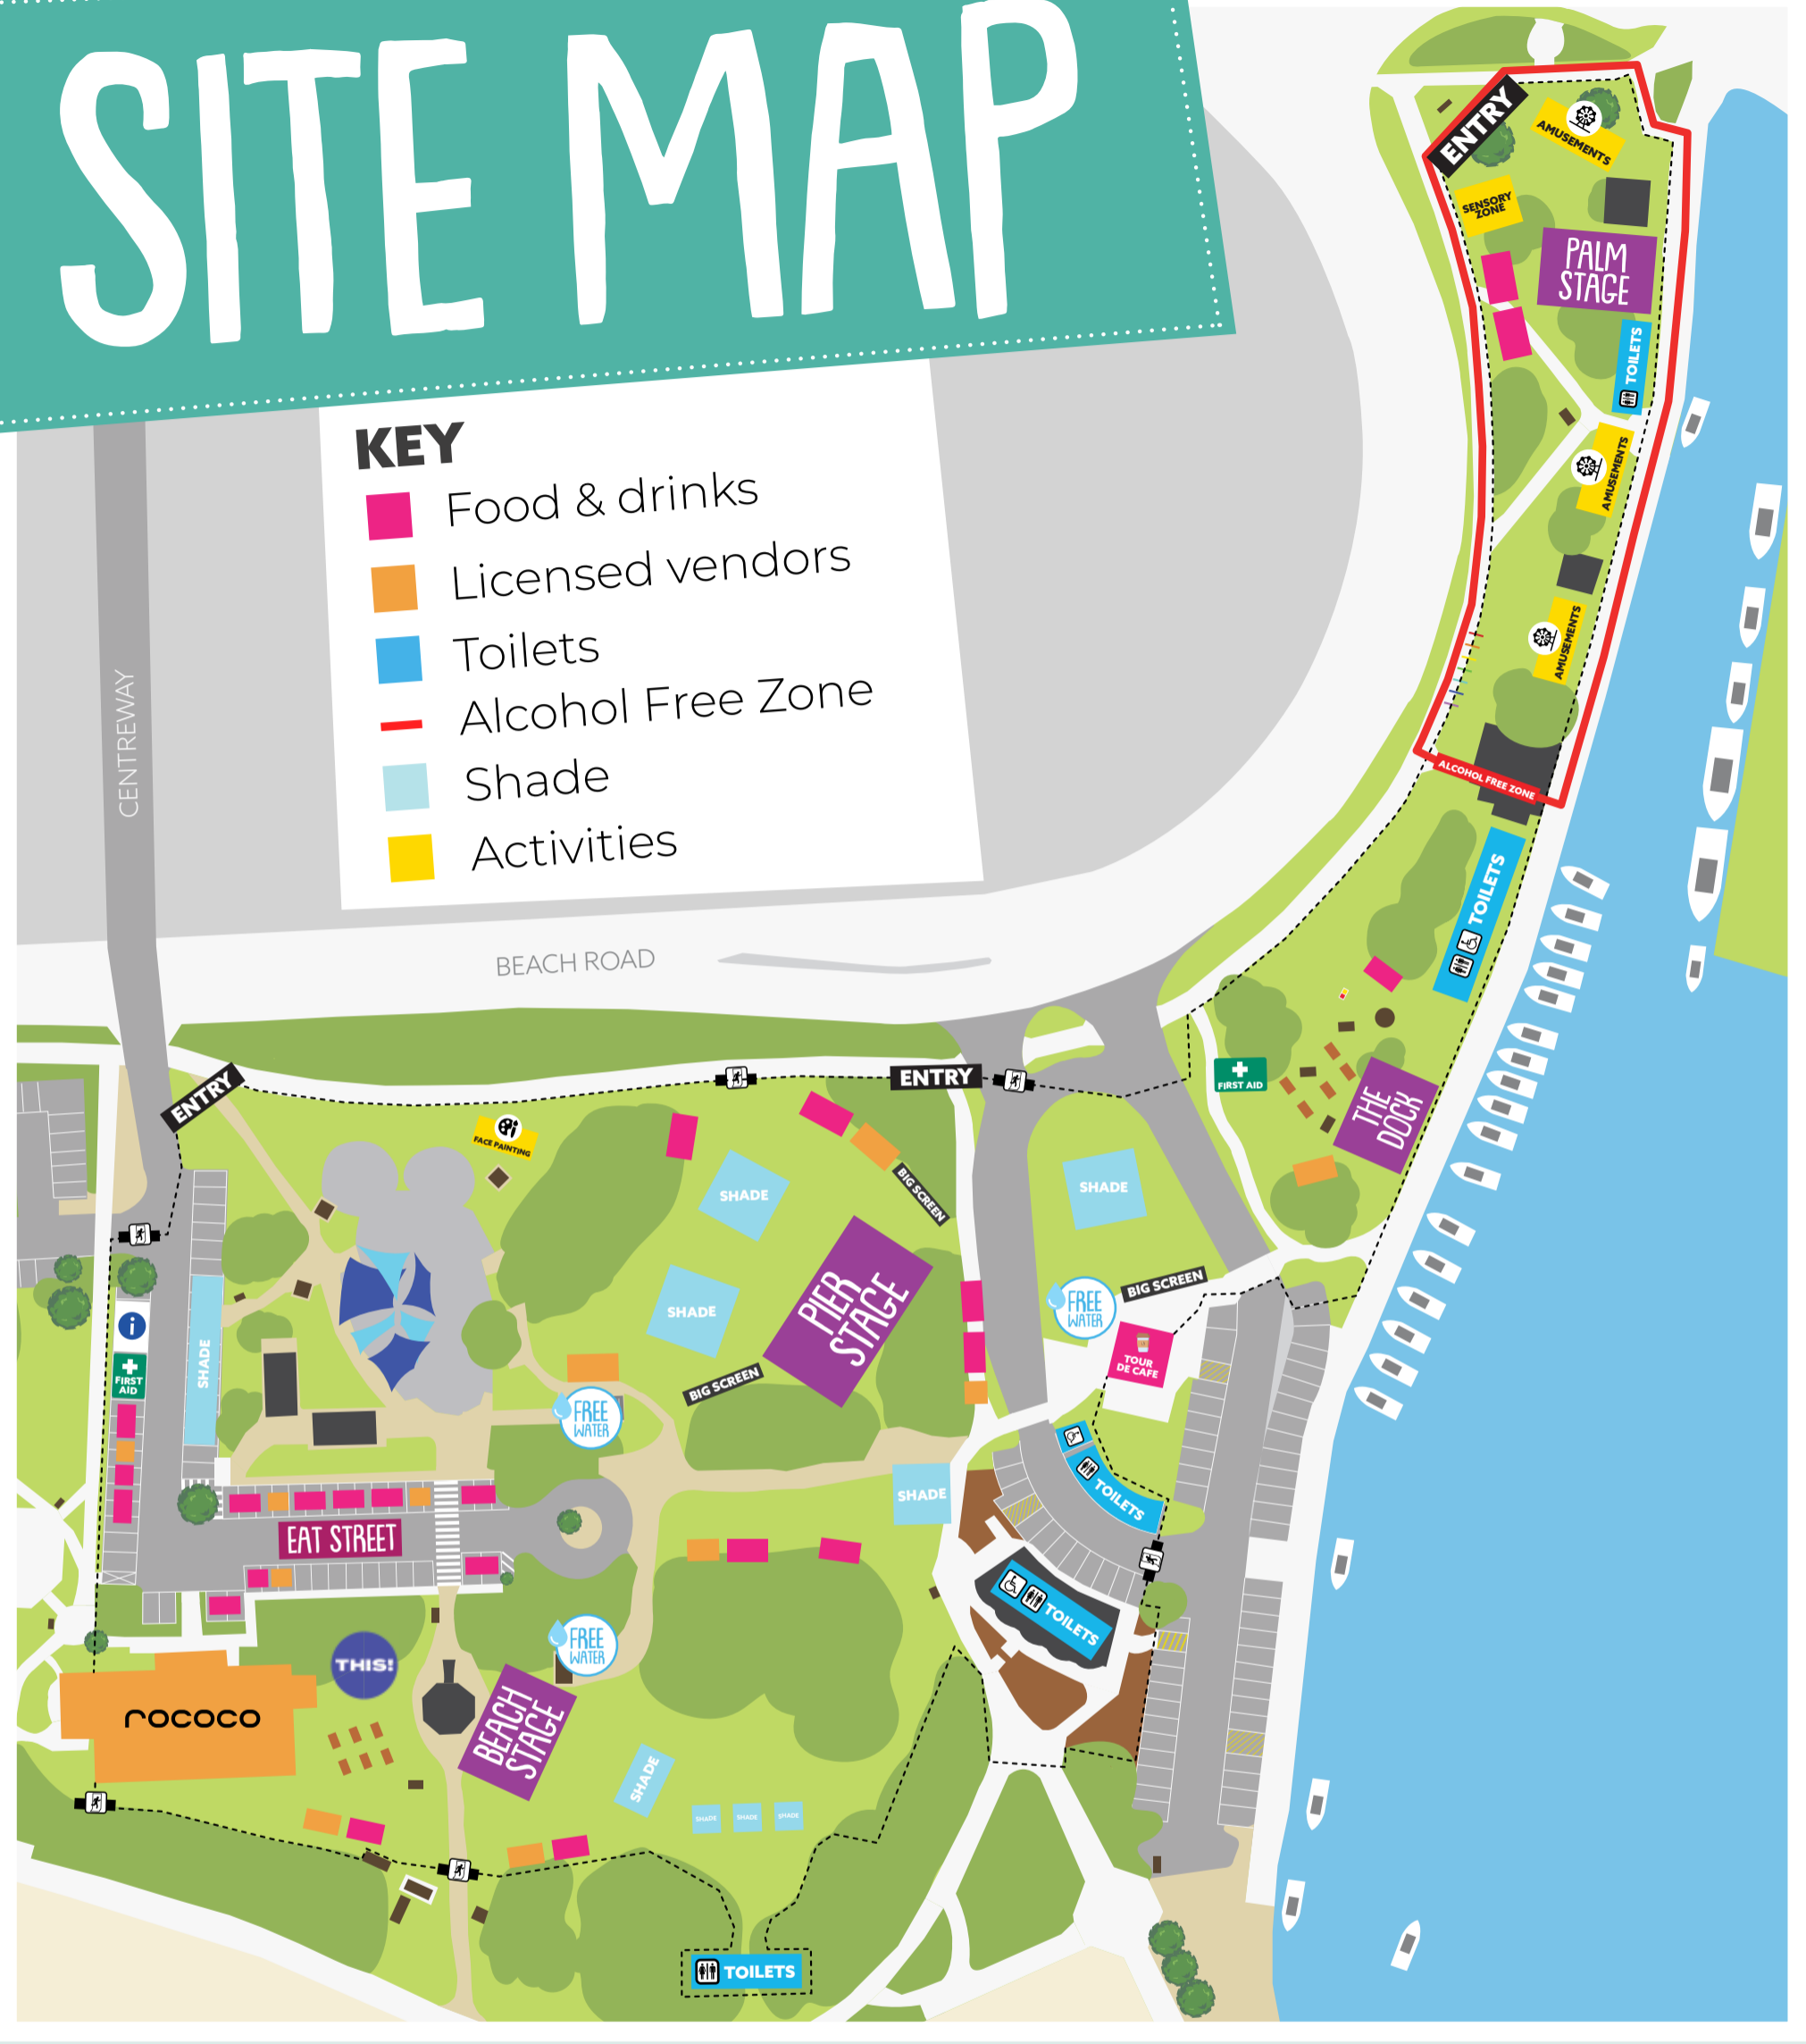 SITE MAP
KEY
Food & drinks
Licensed vendors
Toilets
Alcohol Free Zone
Shade
Activities
CENTREWAY
BEACH ROAD
ENTRY
AMUSEMENTS
SENSORY
ZONE
PALM
STAGE
TOILETS
AMUSEMENTS
AMUSEMENTS
ALCOHOL FREE ZONE
TOILETS
FIRST AID
THE
DOCK
ENTRY
ENTRY
FACE PAINTING
SHADE
BIG SCREEN
SHADE
SHADE
PIER
STAGE
BIG SCREEN
FREE
WATER
BIG SCREEN
TOUR
DE CAFE
i
FIRST
AID
SHADE
FREE
WATER
SHADE
TOILETS
EAT STREET
TOILETS
FREE
WATER
THIS!
rococo
BEACH
STAGE
SHADE
SHADE
SHADE
SHADE
TOILETS